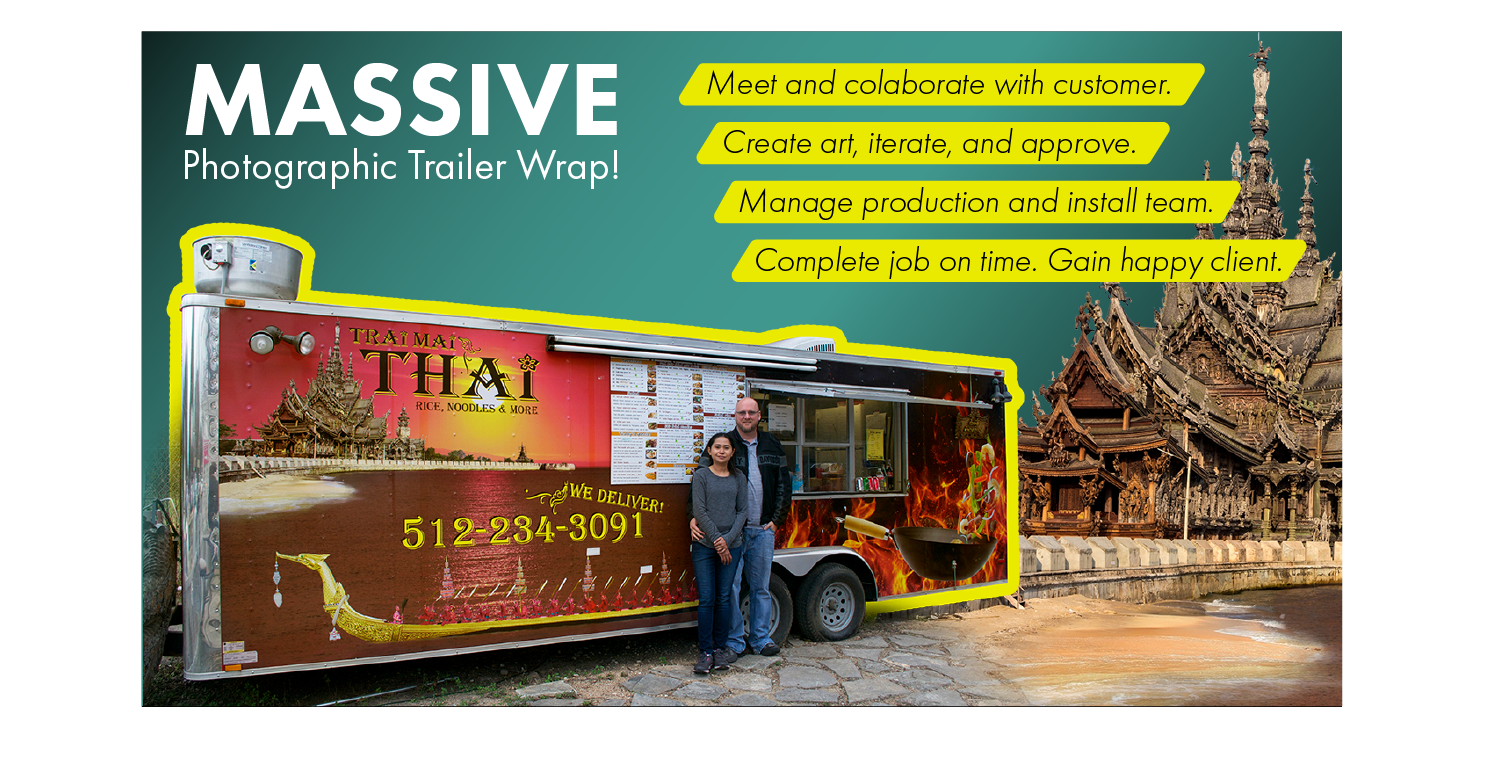 MASSIVE
Photographic Trailer Wrap!
Meet and colaborate with customer.
Create art, iterate, and approve.
Manage production and install team.
Complete job on time. Gain happy client.
TRAI MAI
THAI
RICE, NOODLES & MORE
WE DELIVER!
512-234-3091